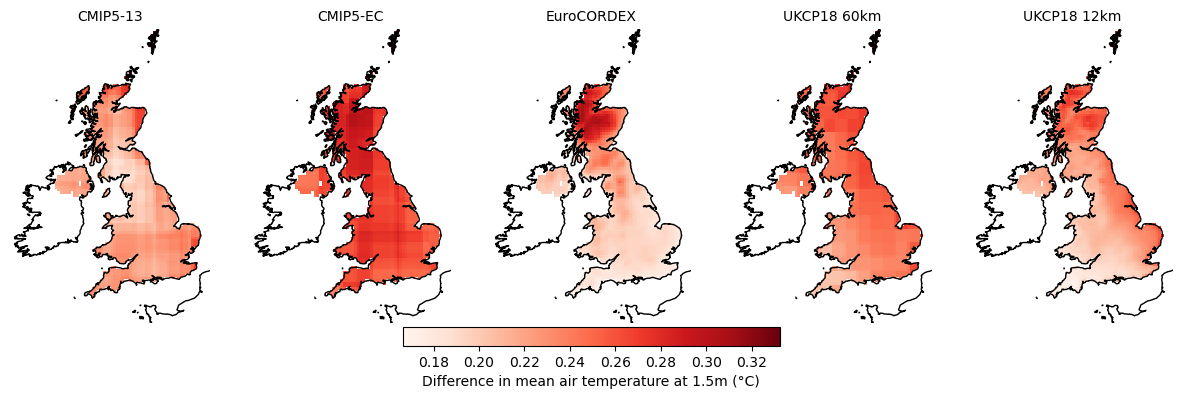 CMIP5-13 CMIP5-EC EuroCORDEX UKCP18 60km UKCP18 12km
0.18 0.20 0.22 0.24 0.26 0.28 0.30 0.32
Difference in mean air temperature at 1.5m (°C)